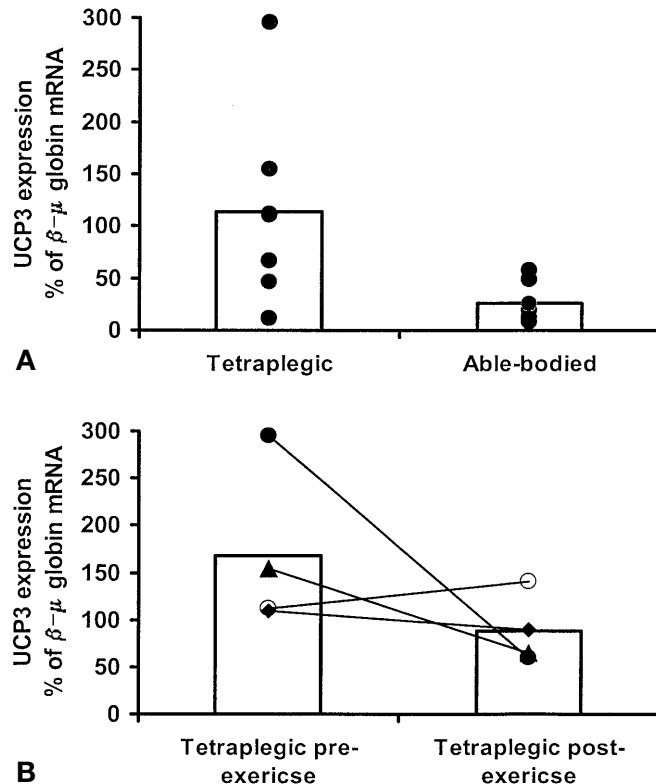 300
250
200
150
100
50
0
UCP3 expression
% of β–μ globin mRNA
Tetraplegic
Able-bodied
A
300
250
200
150
100
50
0
UCP3 expression
% of β–μ globin mRNA
Tetraplegic pre-
exericse
Tetraplegic post-
exericse
B